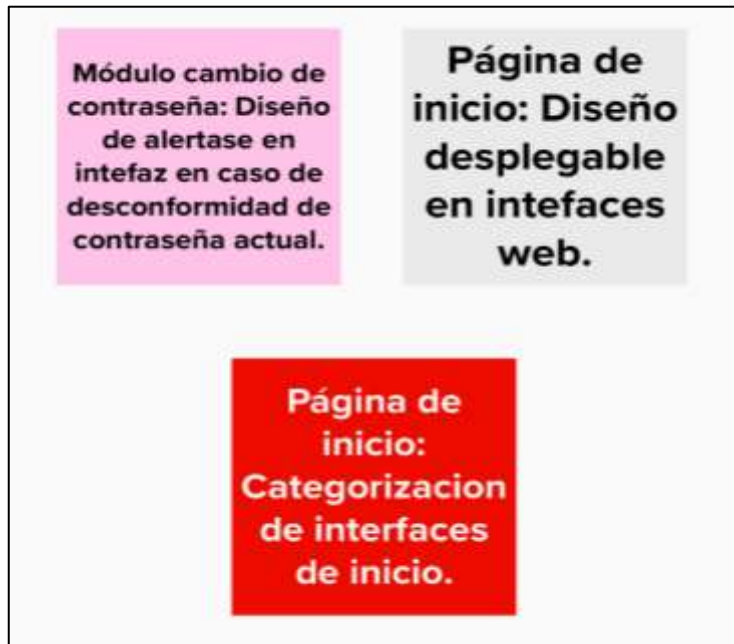 Módulo cambio de
contraseña: Diseño
de alertase en
intefaz en caso de
desconformidad de
contraseña actual.
Página de
inicio: Diseño
desplegable
en intefaces
web.
Página de
inicio:
Categorizacion
de interfaces
de inicio.